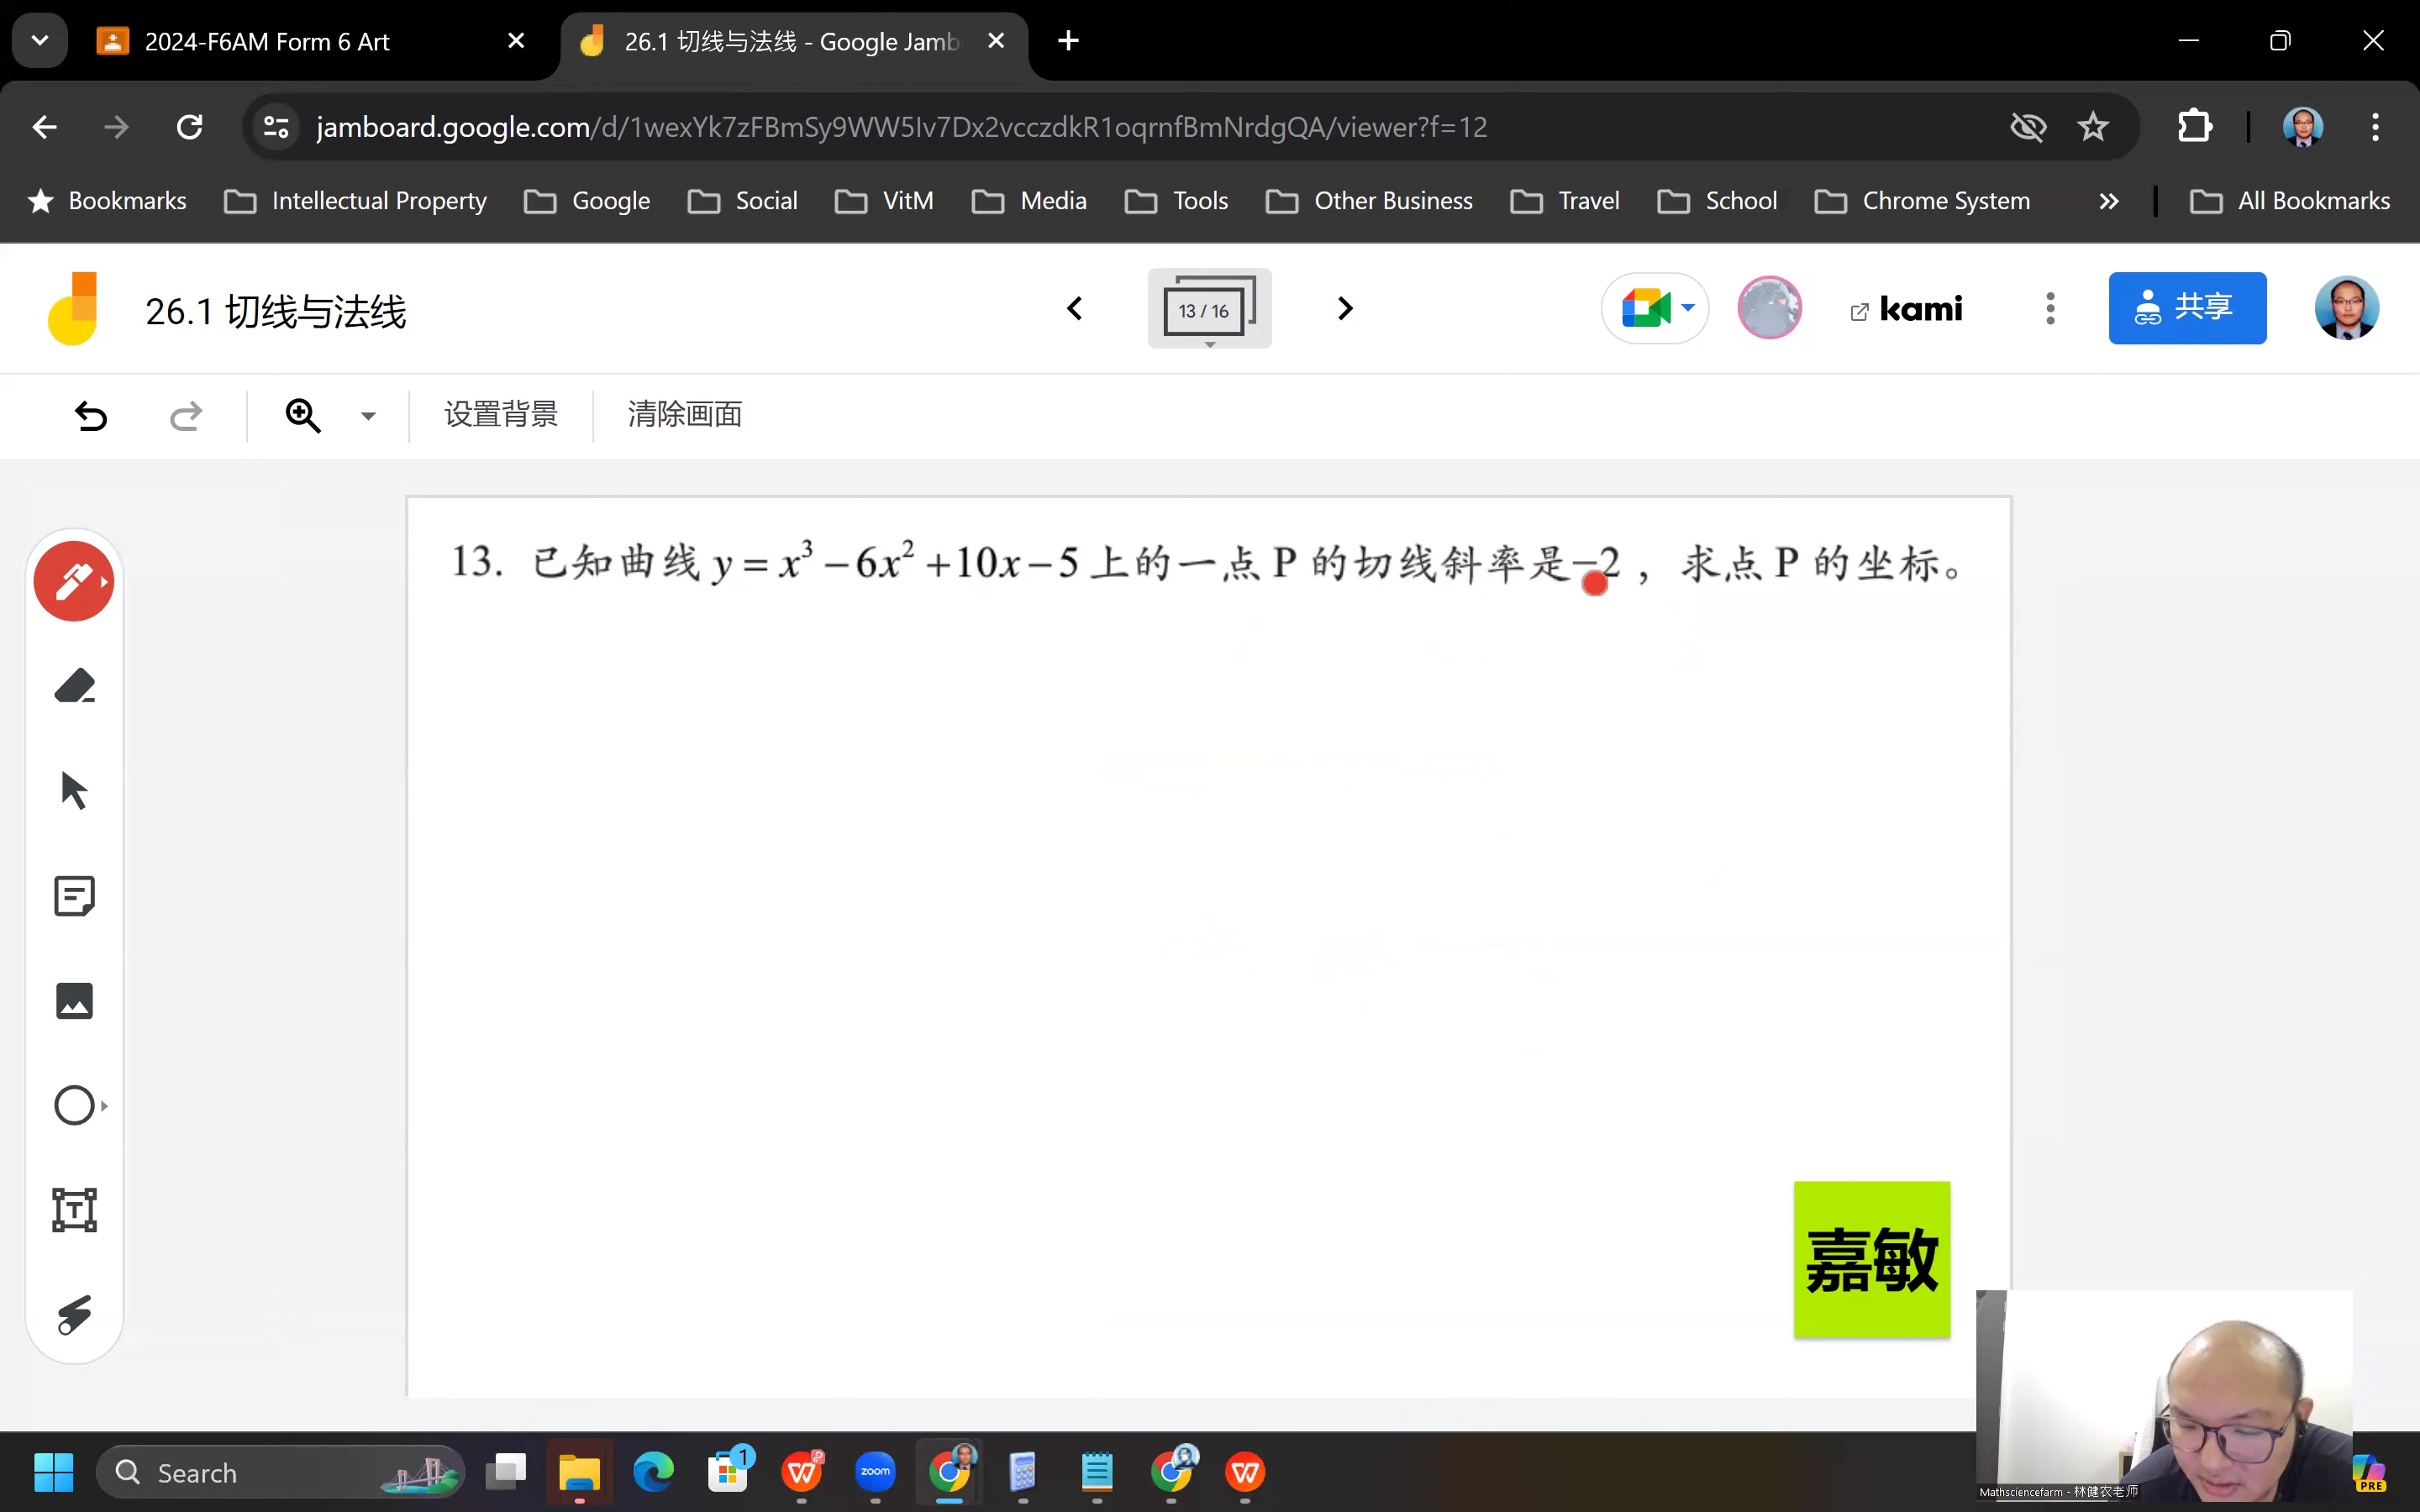 2024-F6AM Form 6 Art
26.1 切线与法线 - Google Jamb
jamboard.google.com/d/1wexYk7zFBmSy9WW5Iv7Dx2vcczdkR1oqrnfBmNrdgQA/viewer?f=12
Bookmarks Intellectual Property Google Social VitM Media Tools Other Business Travel School Chrome System » All Bookmarks
26.1 切线与法线
13 / 16
kami
共享
设置背景 清除画面
13. 已知曲线 y = x³ − 6x² + 10x − 5 上的一点 P 的切线斜率是−2，求点 P 的坐标。
嘉敏
Mathsciencefarm - 林健农老师
Search
1
zoom
PRE